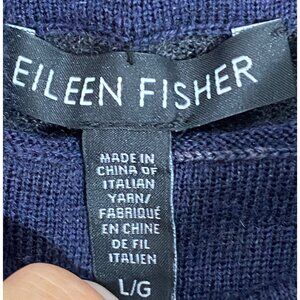 EILEEN FISHER
MADE IN
CHINA OF
ITALIAN
YARN/
FABRIQUÉ
EN CHINE
DE FIL
ITALIEN
L/G